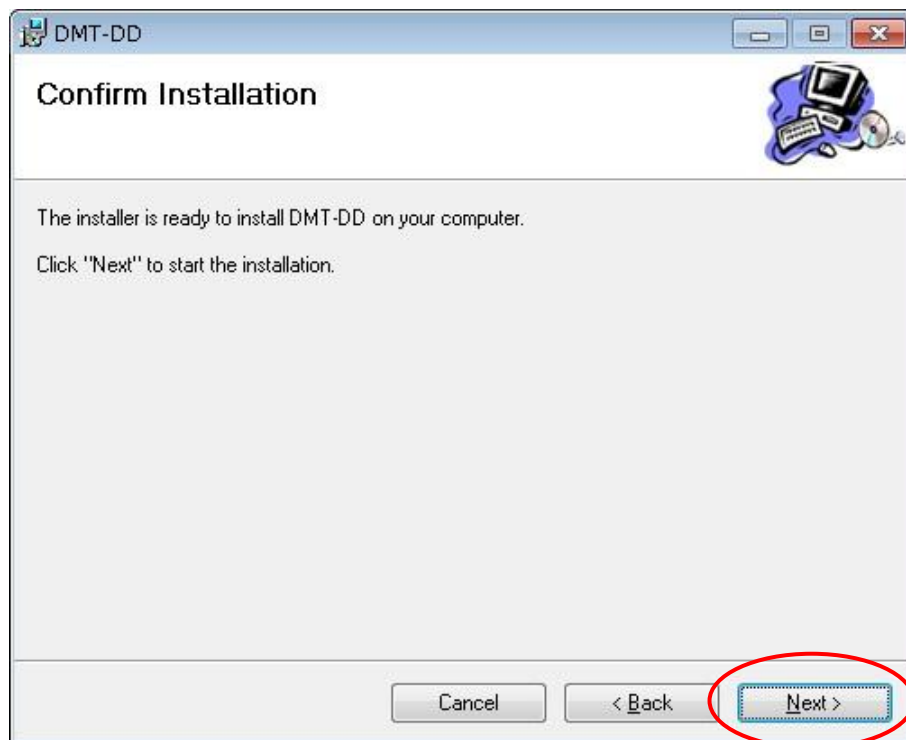 DMT-DD
Confirm Installation
The installer is ready to install DMT-DD on your computer.
Click "Next" to start the installation.
Cancel
< Back
Next >